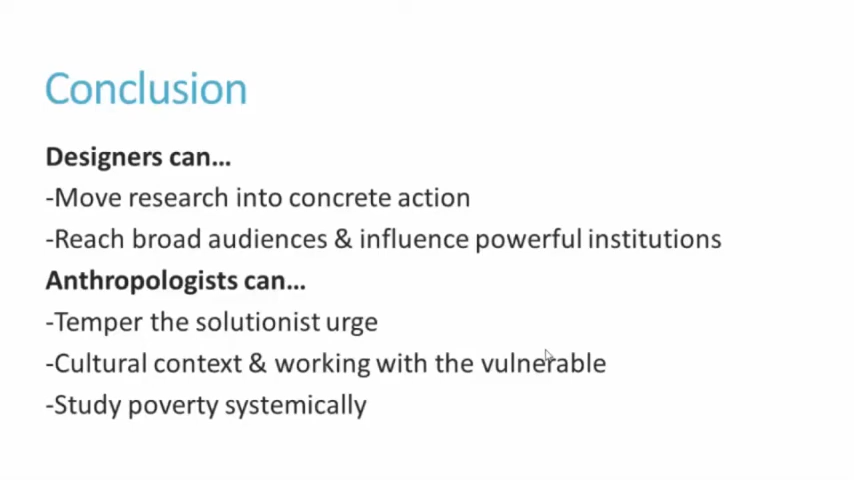 Conclusion
Designers can...
-Move research into concrete action
-Reach broad audiences & influence powerful institutions
Anthropologists can...
-Temper the solutionist urge
-Cultural context & working with the vulnerable
-Study poverty systemically